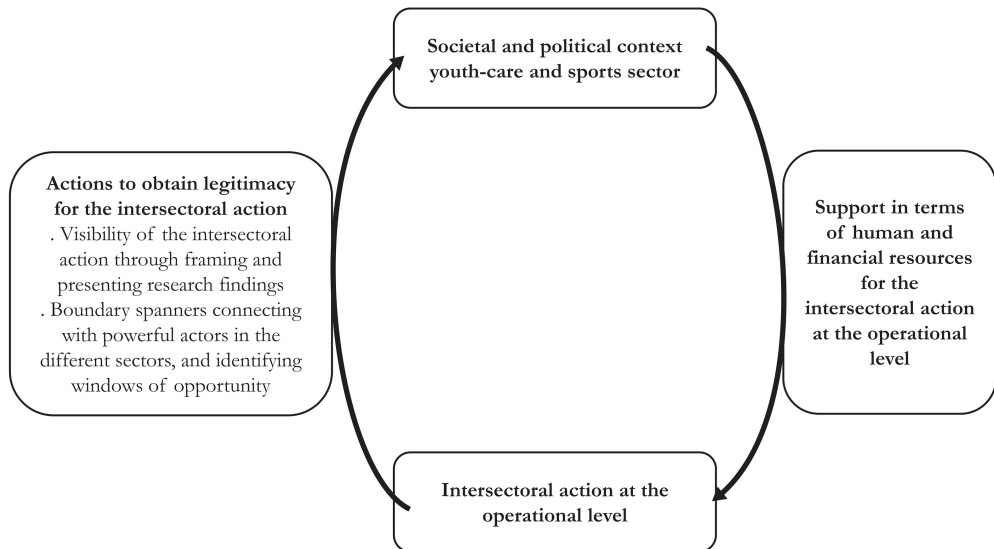 Societal and political context
youth-care and sports sector
Actions to obtain legitimacy
for the intersectoral action
. Visibility of the intersectoral
action through framing and
presenting research findings
. Boundary spanners connecting
with powerful actors in the
different sectors, and identifying
windows of opportunity
Support in terms
of human and
financial resources
for the
intersectoral action
at the operational
level
Intersectoral action at the
operational level